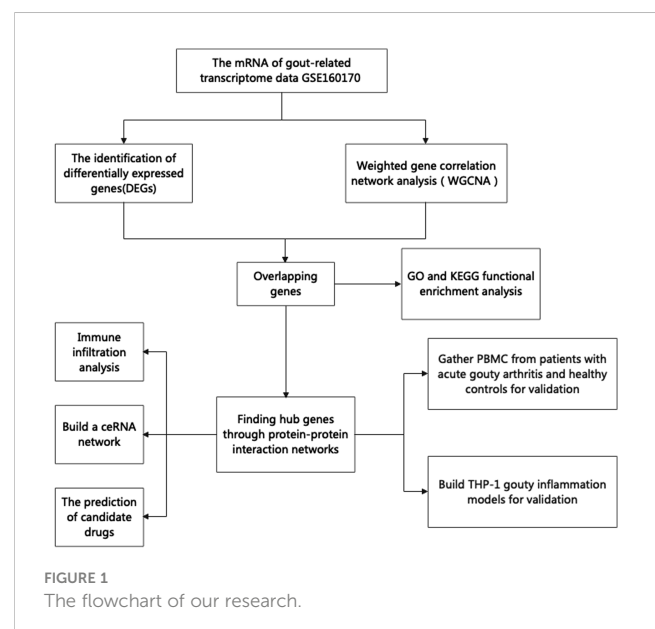 The mRNA of gout-related
transcriptome data GSE160170
The identification of
differentially expressed
genes(DEGs)
Weighted gene correlation
network analysis ( WGCNA )
Overlapping
genes
GO and KEGG functional
enrichment analysis
Immune
infiltration
analysis
Build a ceRNA
network
The prediction
of candidate
drugs
Finding hub genes
through protein-protein
interaction networks
Gather PBMC from patients with
acute gouty arthritis and healthy
controls for validation
Build THP-1 gouty inflammation
models for validation
FIGURE 1
The flowchart of our research.